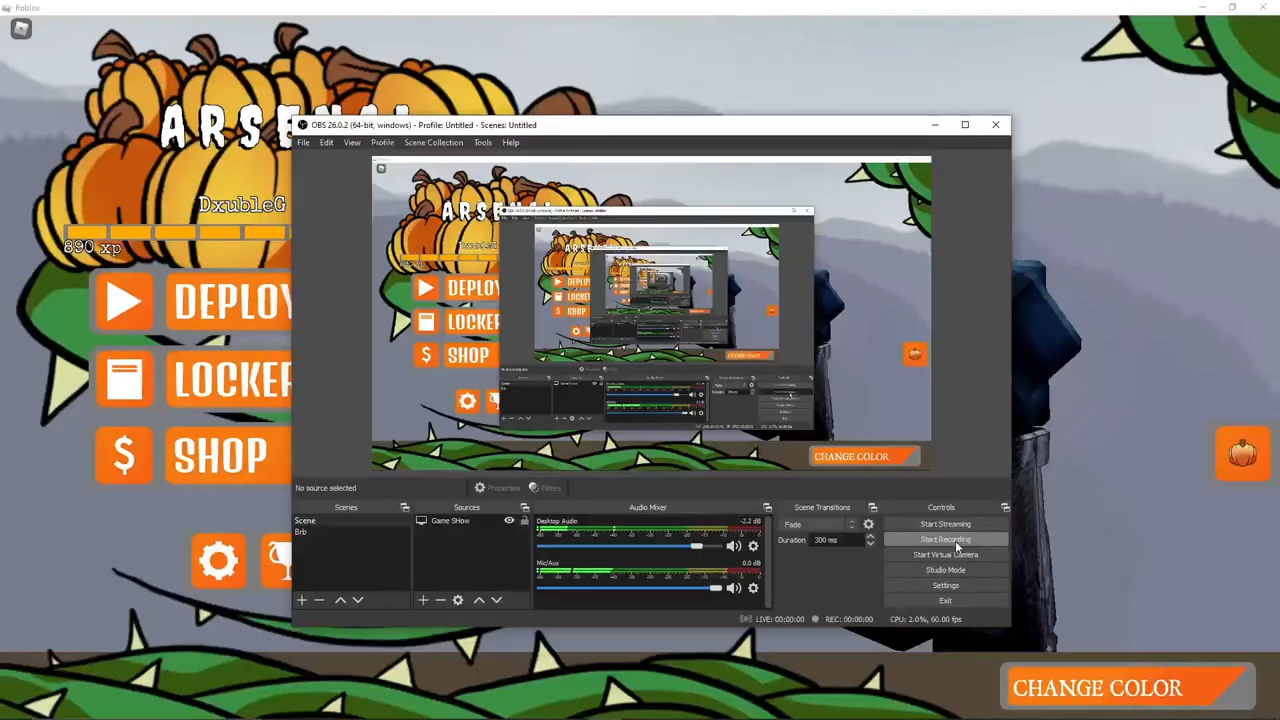 Roblox
ARSENAL
DxubleG
890 xp
DEPLOY
LOCKER
$ SHOP
CHANGE COLOR
OBS 26.0.2 (64-bit, windows) - Profile: Untitled - Scenes: Untitled
File Edit View Profile Scene Collection Tools Help
DEPLOY
LOCKER
$ SHOP
CHANGE COLOR
No source selected
Properties Filters
Scenes
Scene
Brb
Sources
Game SHow
Audio Mixer
Desktop Audio -2.2 dB
Mic/Aux 0.0 dB
Scene Transitions
Fade
Duration 300 ms
Controls
Start Streaming
Start Recording
Start Virtual Camera
Studio Mode
Settings
Exit
LIVE: 00:00:00 REC: 00:00:00 CPU: 2.0%, 60.00 fps